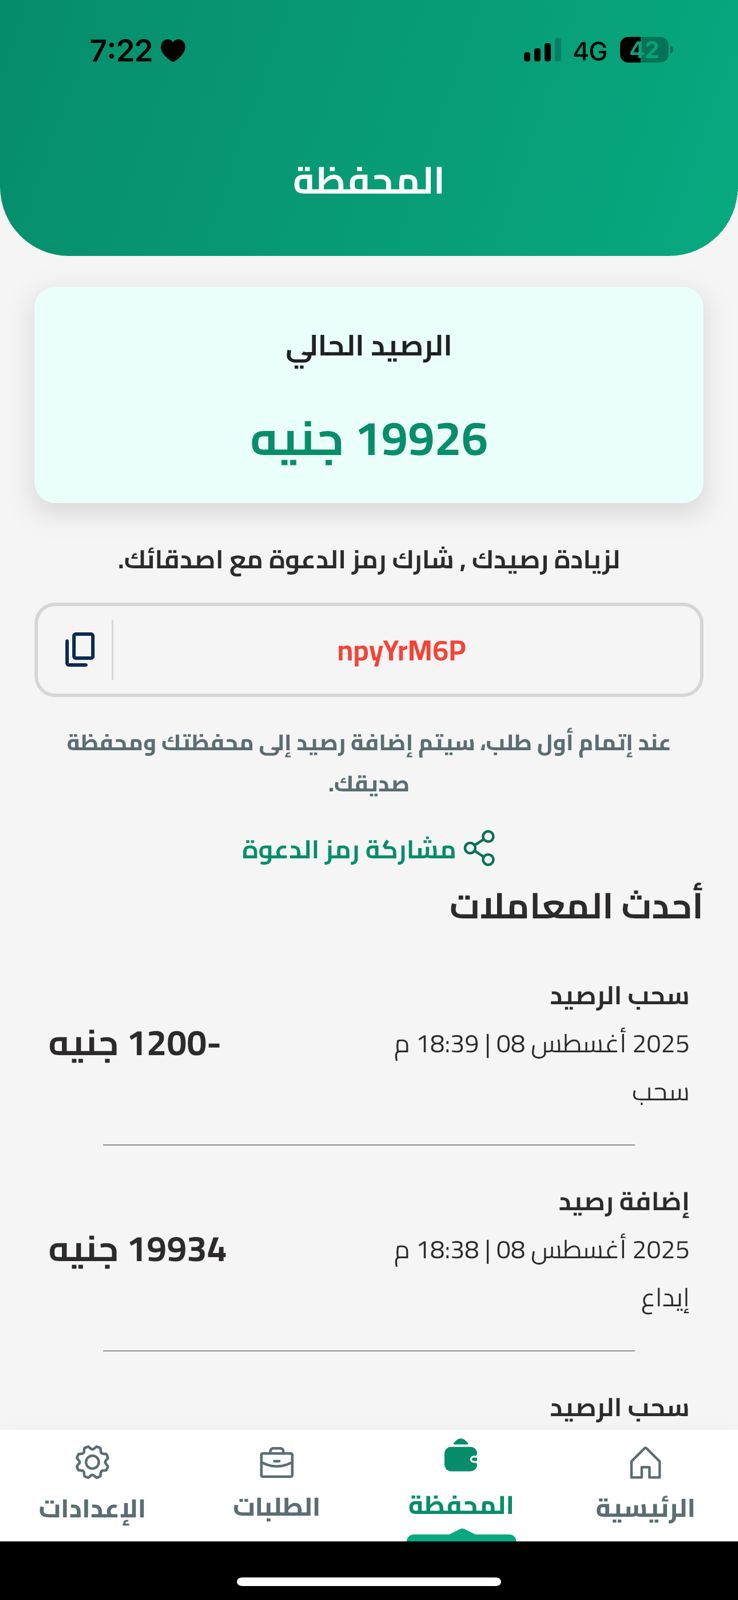 7:22
4G
42
المحفظة
الرصيد الحالي
19926 جنيه
لزيادة رصيدك , شارك رمز الدعوة مع اصدقائك.
npyYrM6P
عند إتمام أول طلب، سيتم إضافة رصيد إلى محفظتك ومحفظة
صديقك.
مشاركة رمز الدعوة
أحدث المعاملات
سحب الرصيد
2025 أغسطس 08 | 18:39 م
-1200 جنيه
سحب
إضافة رصيد
2025 أغسطس 08 | 18:38 م
19934 جنيه
إيداع
سحب الرصيد
الرئيسية
المحفظة
الطلبات
الإعدادات